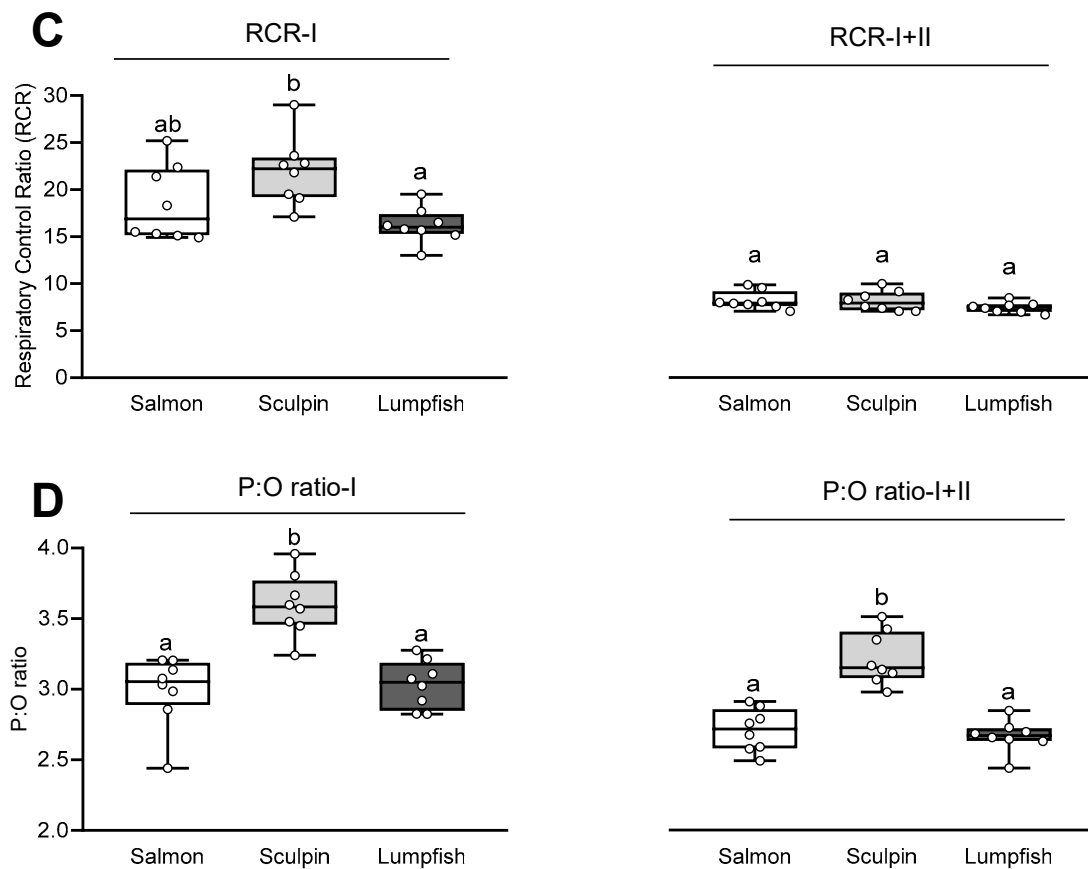 C
RCR-I
RCR-I+II
Respiratory Control Ratio (RCR)
30
25
20
15
10
5
0
ab
b
a
a
a
a
Salmon
Sculpin
Lumpfish
Salmon
Sculpin
Lumpfish
D
P:O ratio-I
P:O ratio-I+II
P:O ratio
4.0
3.5
3.0
2.5
2.0
a
b
a
a
b
a
Salmon
Sculpin
Lumpfish
Salmon
Sculpin
Lumpfish